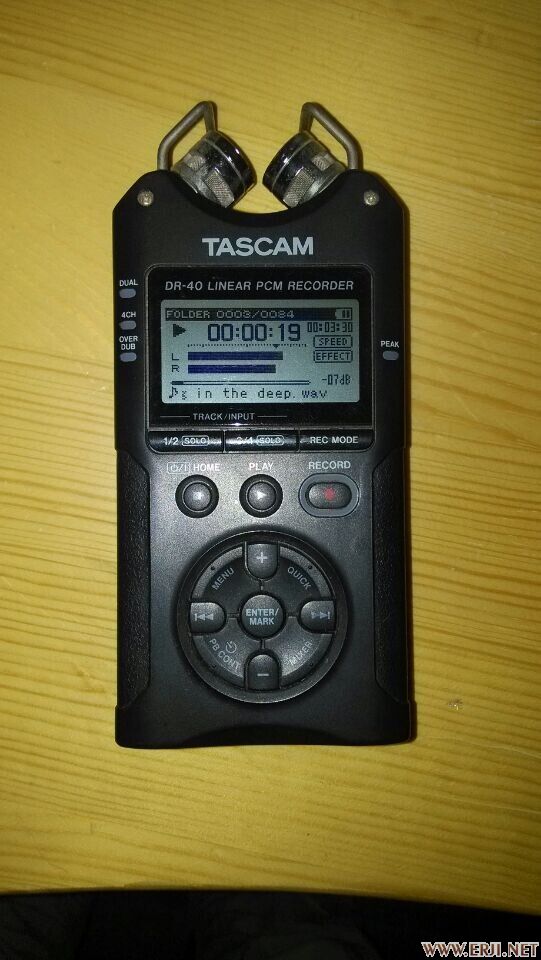 TASCAM
DR-40 LINEAR PCM RECORDER
DUAL
4CH
OVER
DUB
PEAK
FOLDER 0003/0084
00:00:19 00:03:30
SPEED
EFFECT
L
R
-07dB
g in the deep.wav
TRACK/INPUT
1/2 SOLO 3/4 SOLO REC MODE
HOME PLAY RECORD
MENU + QUICK
ENTER/
MARK
PB CONT − MIXER
WWW.ERJI.NET